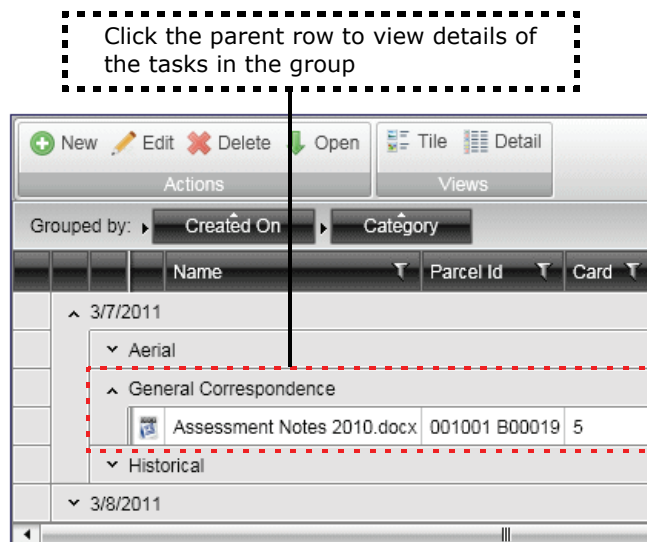 Click the parent row to view details of
the tasks in the group
New Edit Delete Open Tile Detail
Actions Views
Grouped by: Created On Category
Name Parcel Id Card
3/7/2011
Aerial
General Correspondence
Assessment Notes 2010.docx 001001 B00019 5
Historical
3/8/2011